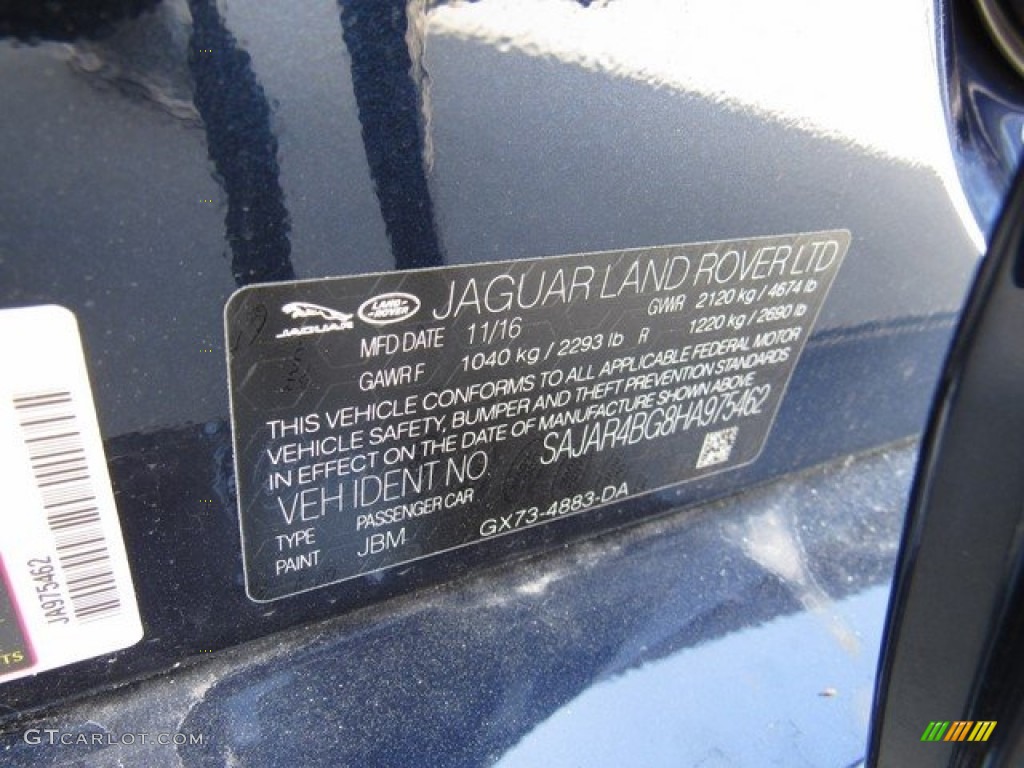 JAGUAR LAND-ROVER JAGUAR LAND ROVER LTD
MFD DATE 11/16 GWWR 2120 kg / 4674 lb
GAWR F 1040 kg / 2293 lb R 1220 kg / 2690 lb
THIS VEHICLE CONFORMS TO ALL APPLICABLE FEDERAL MOTOR
VEHICLE SAFETY, BUMPER AND THEFT PREVENTION STANDARDS
IN EFFECT ON THE DATE OF MANUFACTURE SHOWN ABOVE.
VEH IDENT NO. SAJAR4BG8HA975462
TYPE PASSENGER CAR
PAINT JBM
GX73-4883-DA
JA975462
TS
GTCARLOT.COM